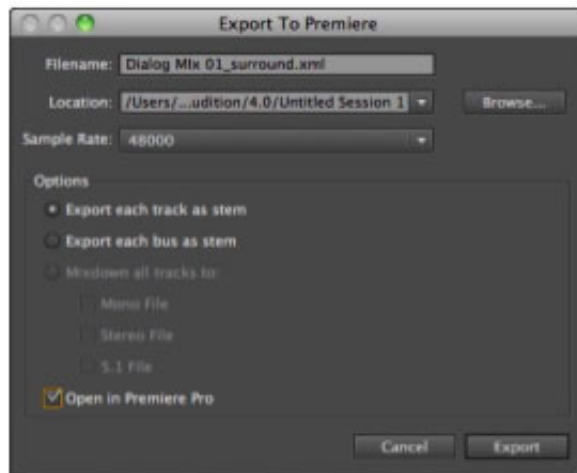 Export To Premiere
Filename: Dialog MIx 01_surround.xml
Location: /Users/...udition/4.0/Untitled Session 1 Browse...
Sample Rate: 48000
Options
Export each track as stem
Export each bus as stem
Mixdown all tracks to:
Mono File
Stereo File
5.1 File
Open in Premiere Pro
Cancel Export